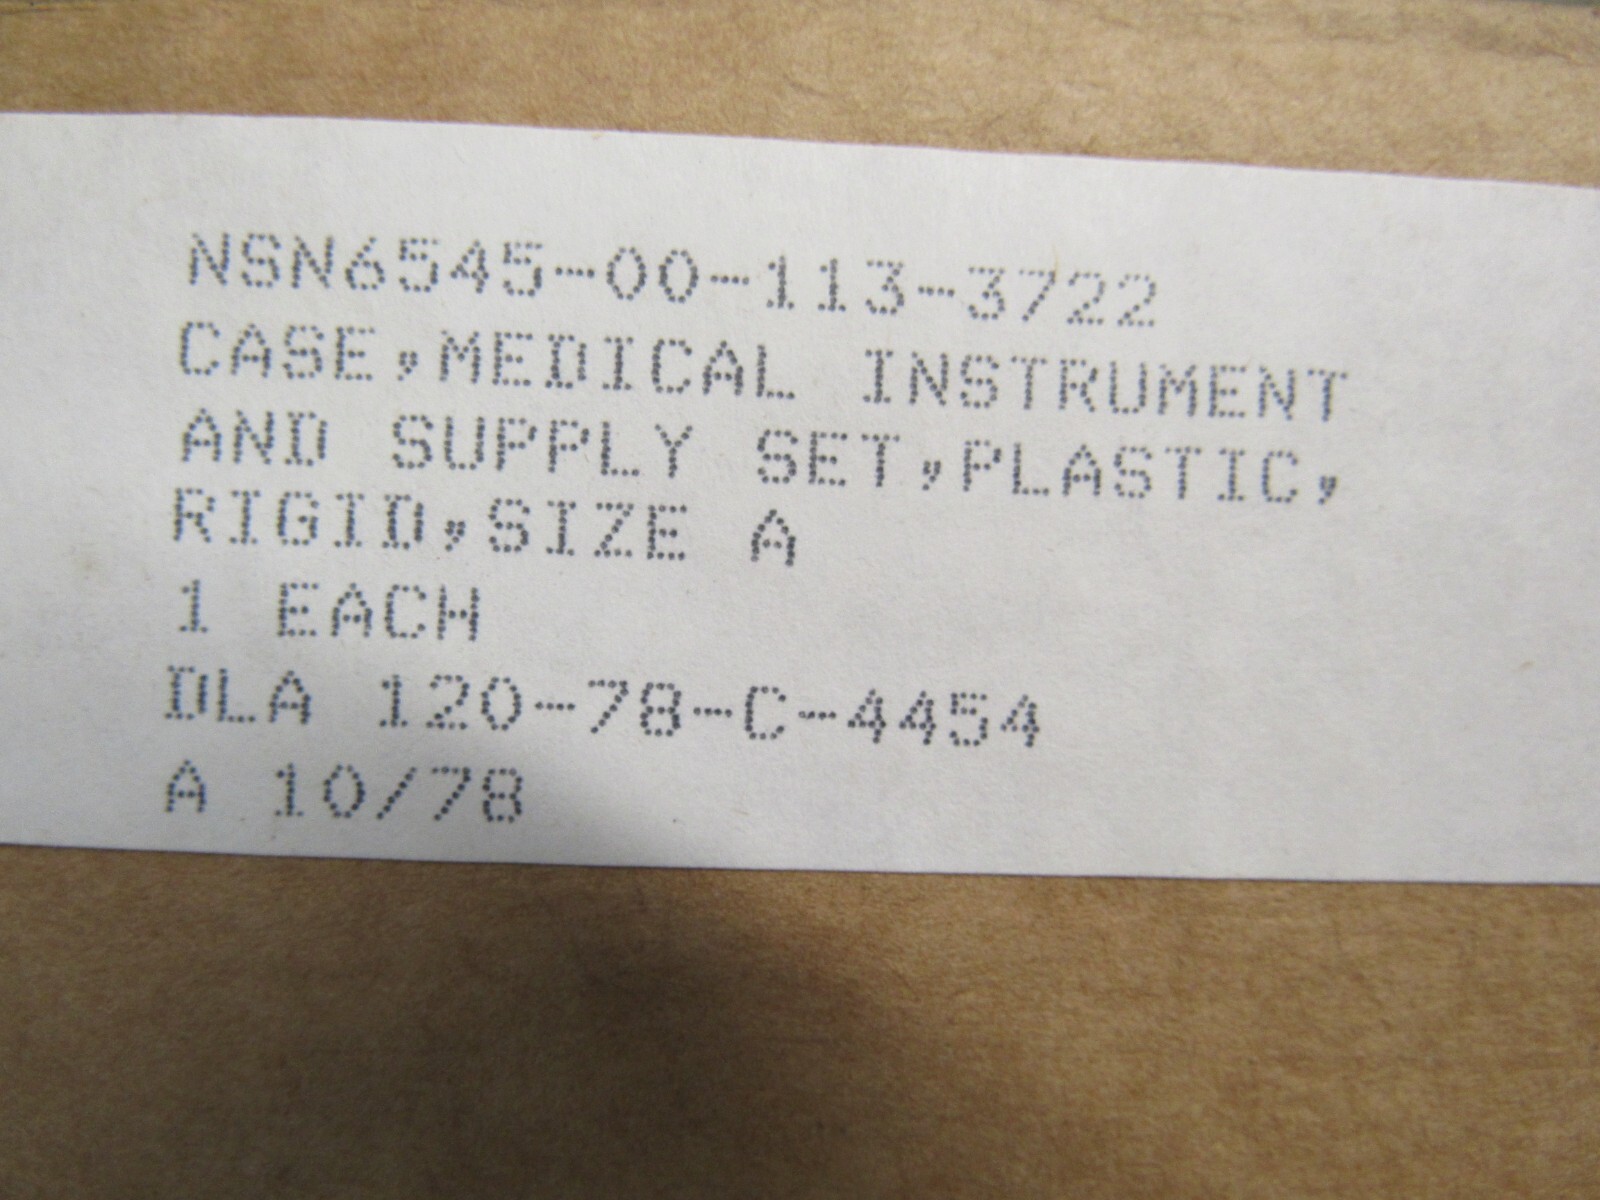 NSN6545-00-113-3722
CASE,MEDICAL INSTRUMENT
AND SUPPLY SET,PLASTIC,
RIGID,SIZE A
1 EACH
DLA 120-78-C-4454
A 10/78